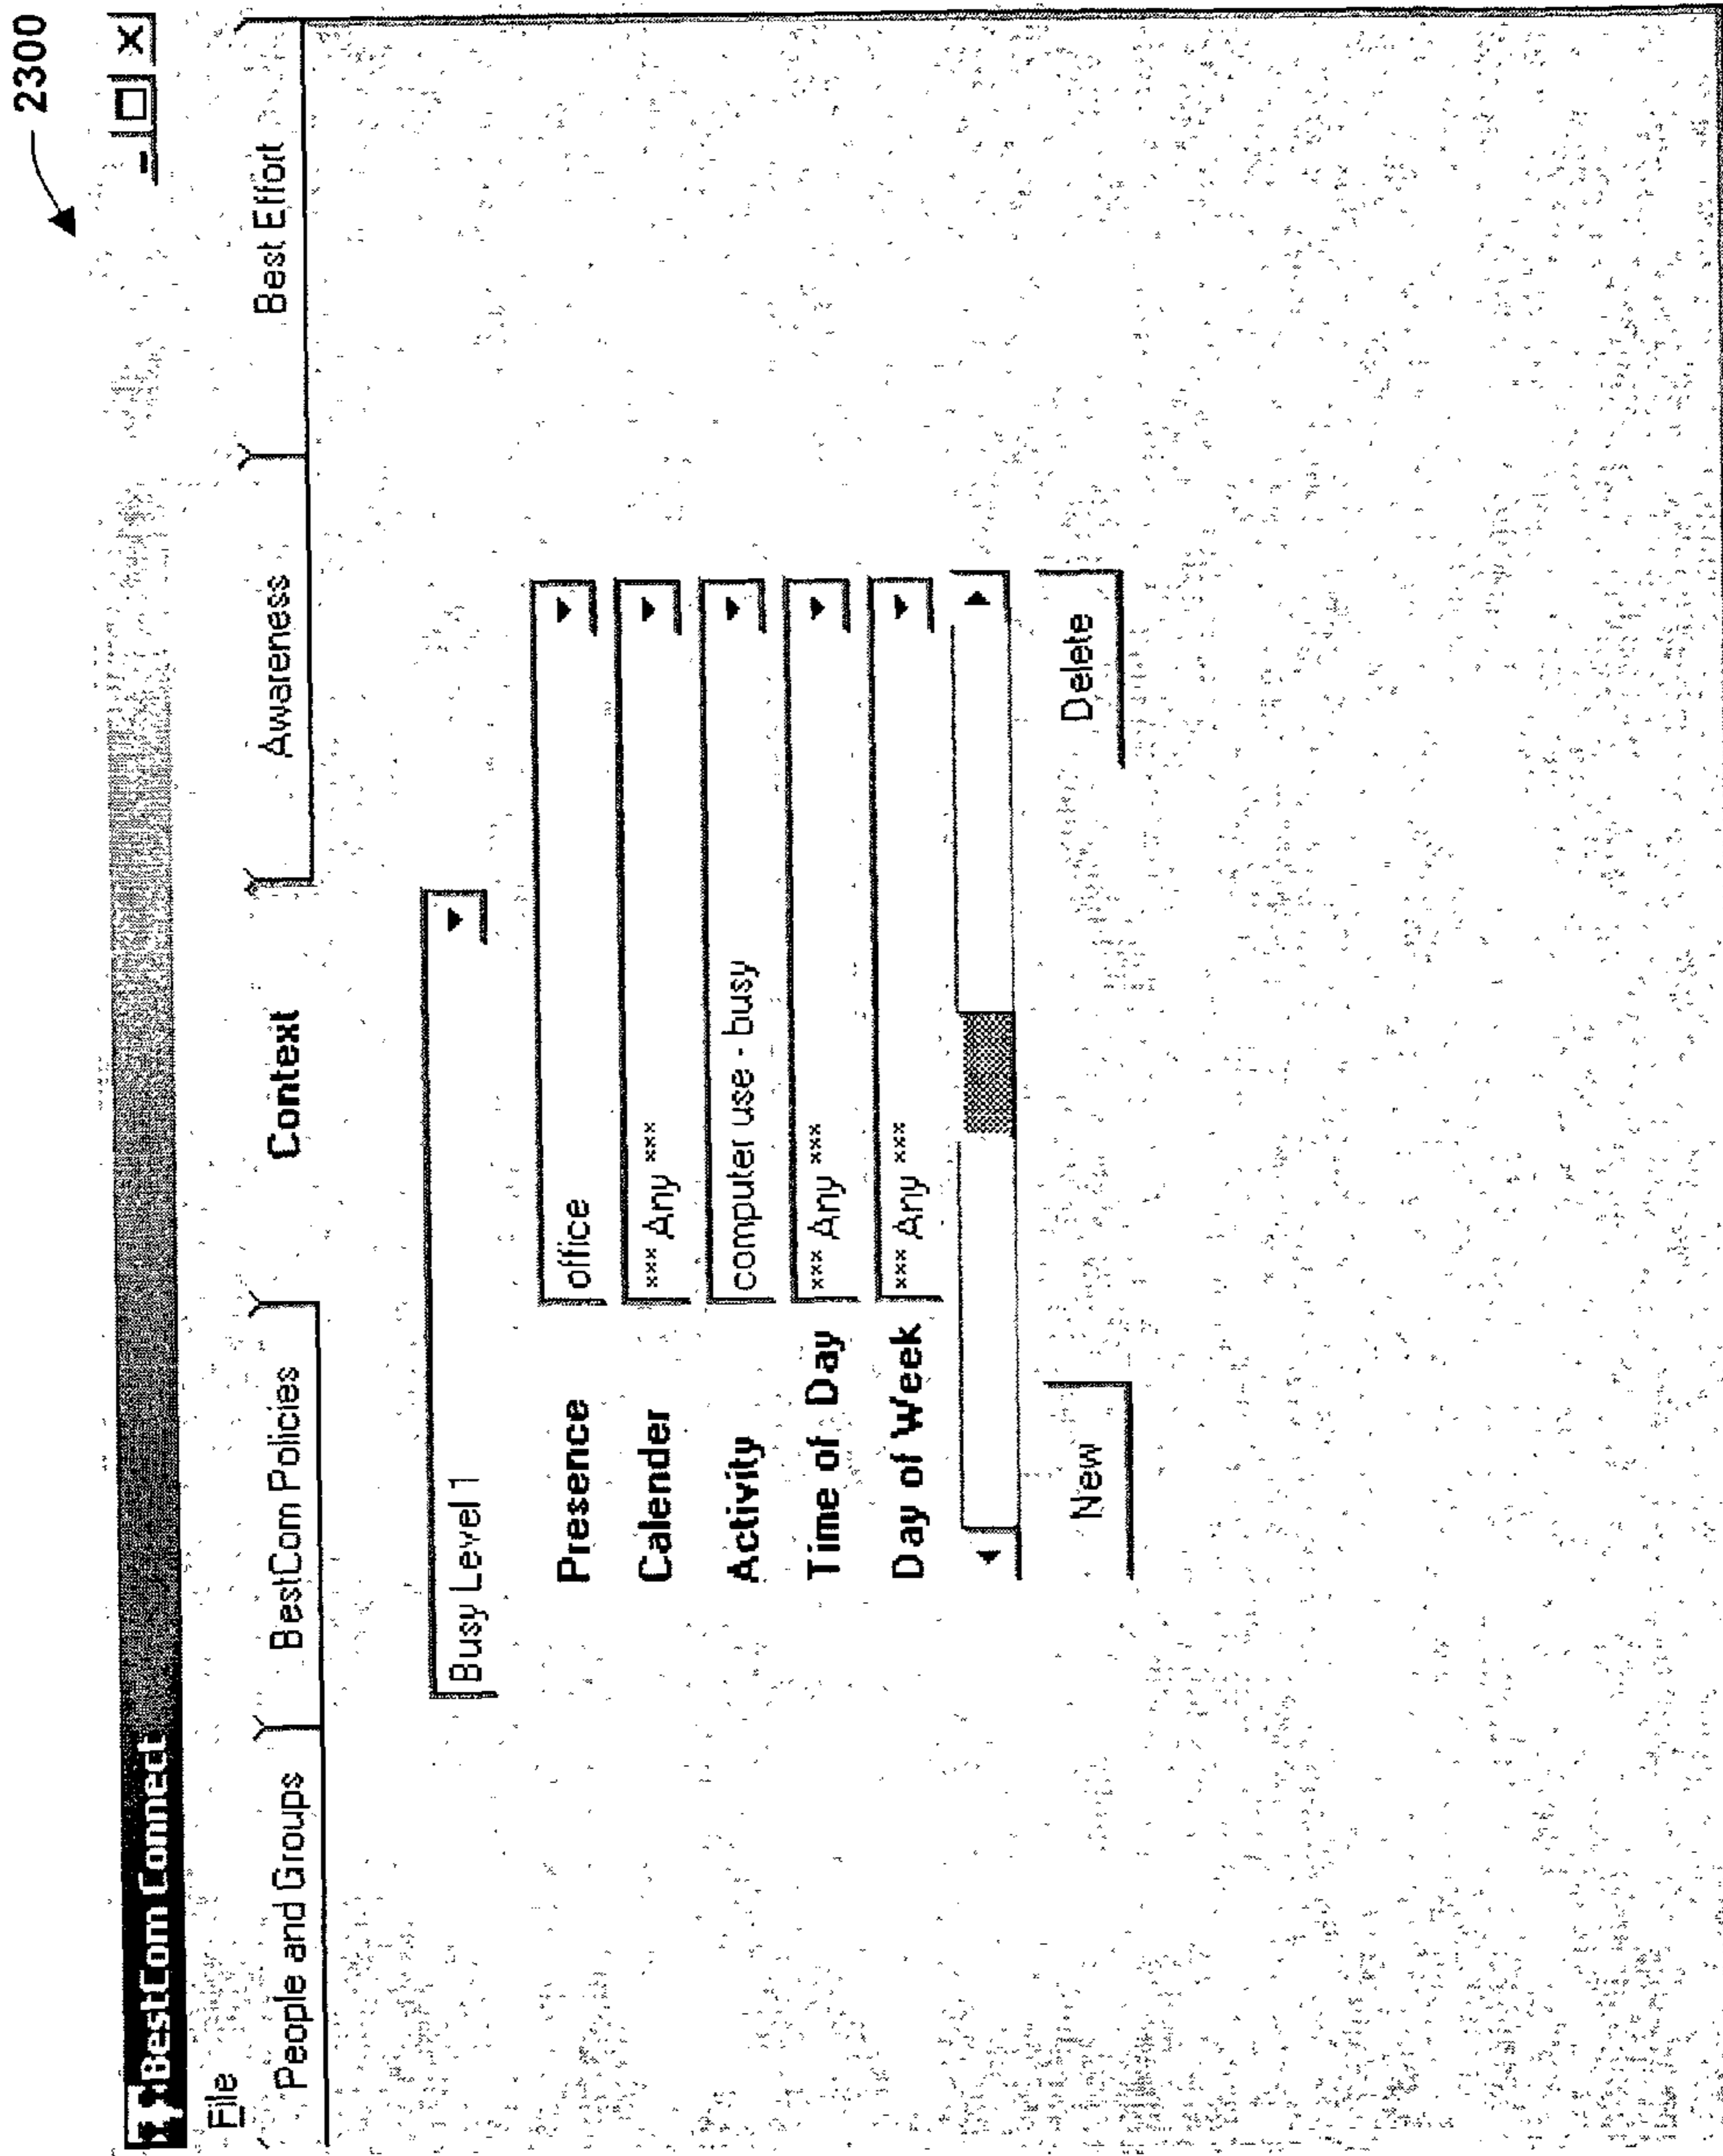 2300
BestCom Connect
File
People and Groups BestCom Policies Context Awareness Best Effort
Busy Level 1
Presence office
Calender *** Any ***
Activity computer use - busy
Time of Day *** Any ***
Day of Week *** Any ***
New Delete